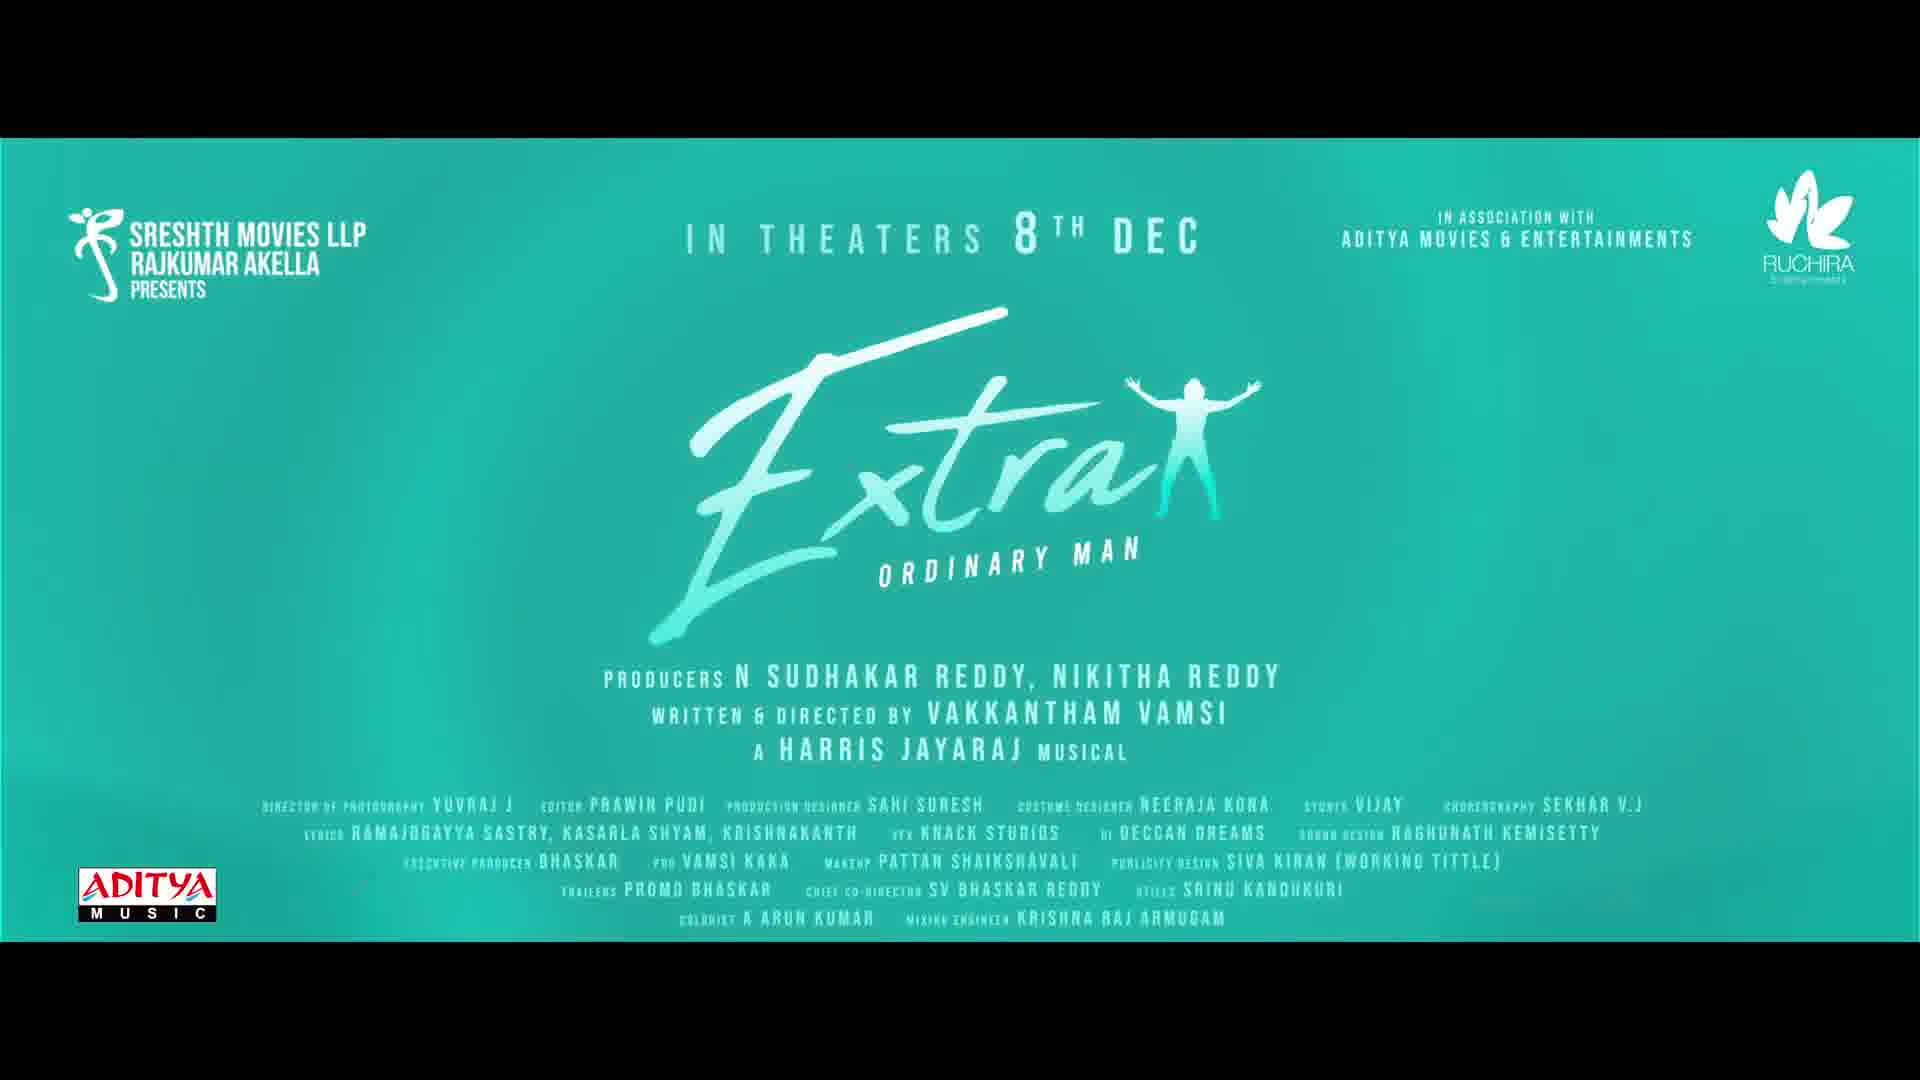 SRESHTH MOVIES LLP
RAJKUMAR AKELLA
PRESENTS
IN THEATERS 8TH DEC
IN ASSOCIATION WITH
ADITYA MOVIES & ENTERTAINMENTS
RUCHIRA
Entertainments
Extra
ORDINARY MAN
PRODUCERS N SUDHAKAR REDDY, NIKITHA REDDY
WRITTEN & DIRECTED BY VAKKANTHAM VAMSI
A HARRIS JAYARAJ MUSICAL
DIRECTOR OF PHOTOGRAPHY YUVRAJ J EDITOR PRAWIN PUDI PRODUCTION DESIGNER SAHI SURESH COSTUME DESIGNER NEERAJA KONA STUNTS VIJAY CHOREOGRAPHY SEKHAR V.J
LYRICS RAMAJOGAYYA SASTRY, KASARLA SHYAM, KRISHNAKANTH VFX KNACK STUDIOS DI DECCAN DREAMS SOUND DESIGN RAGHUNATH KEMISETTY
EXECUTIVE PRODUCER BHASKAR PRO VAMSI KAKA MAKEUP PATTAN SHAIKSHAVALI PUBLICITY DESIGN SIVA KIRAN (WORKING TITTLE)
TRAILERS PROMO BHASKAR CHIEF CO-DIRECTOR SV BHASKAR REDDY STILLS SRINU KANDUKURI
COLORIST A ARUN KUMAR MIXING ENGINEER KRISHNA RAJ ARMUGAM
ADITYA
MUSIC